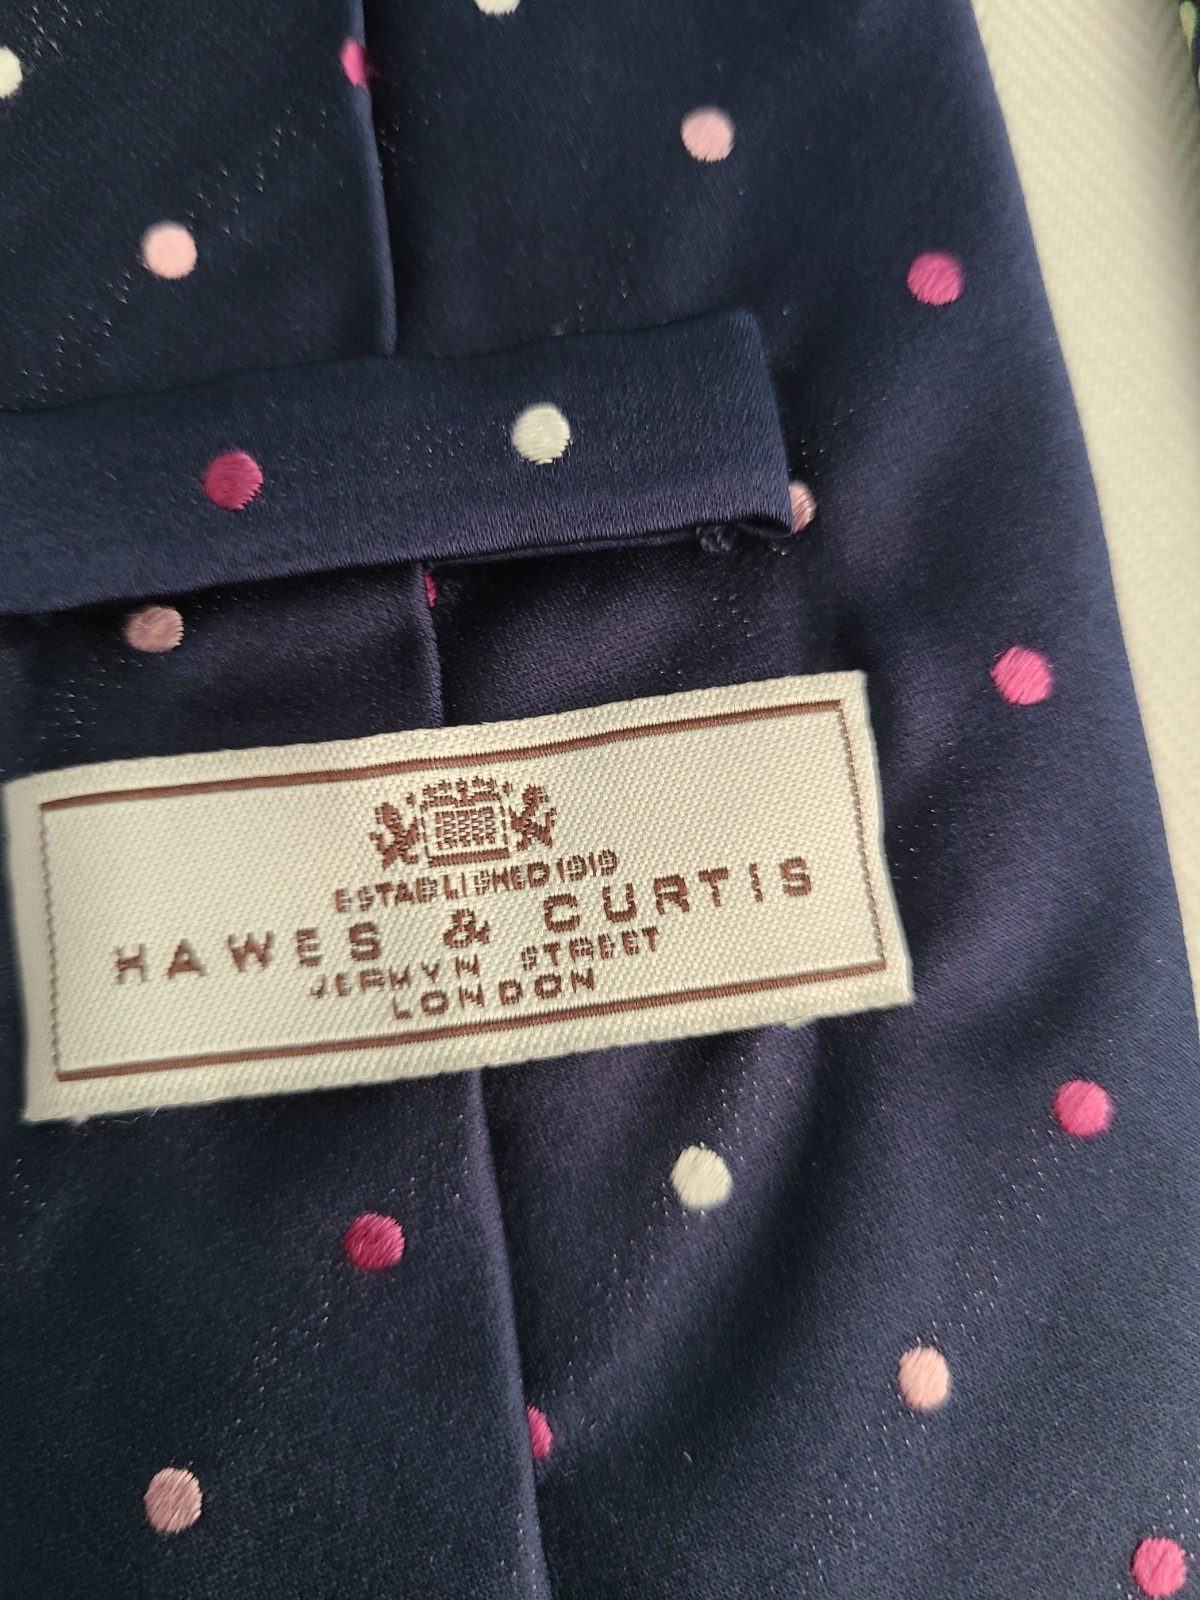 ESTABLISHED 1919
HAWES & CURTIS
JERMYN STREET
LONDON